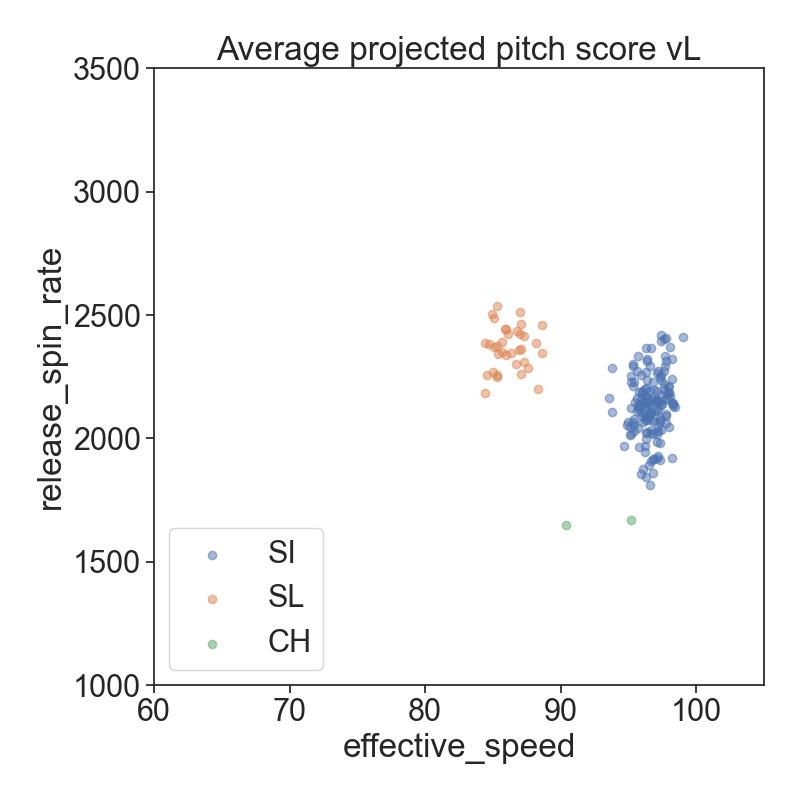 Average projected pitch score vL
3500
3000
2500
2000
1500
1000
release_spin_rate
SI
SL
CH
60 70 80 90 100
effective_speed